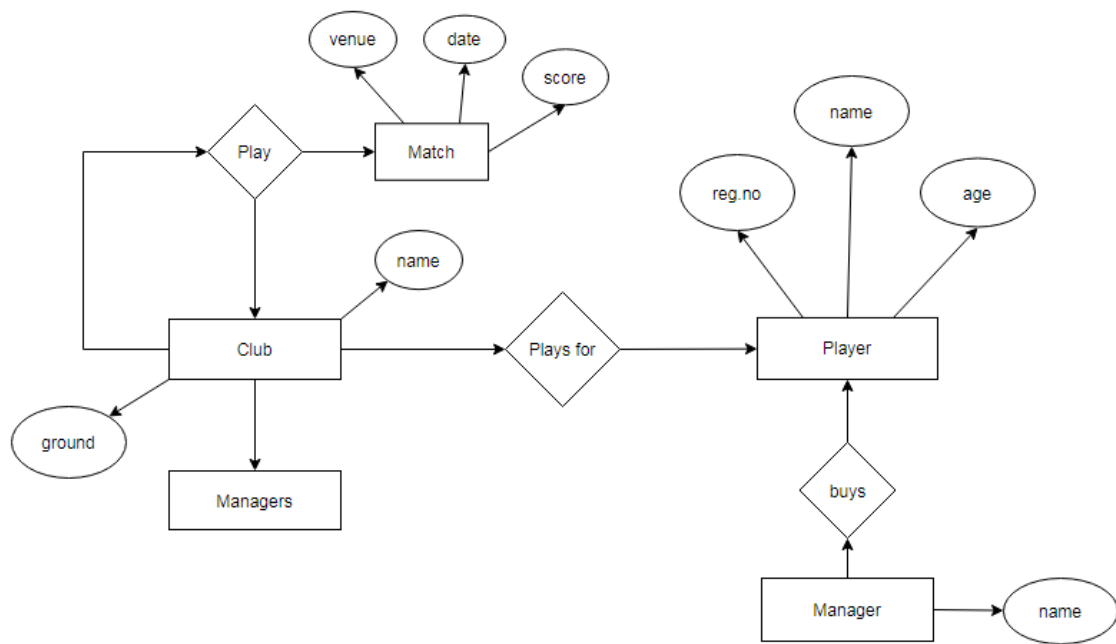 venue
date
score
name
Play
Match
reg.no
age
name
Club
Plays for
Player
ground
Managers
buys
Manager
name